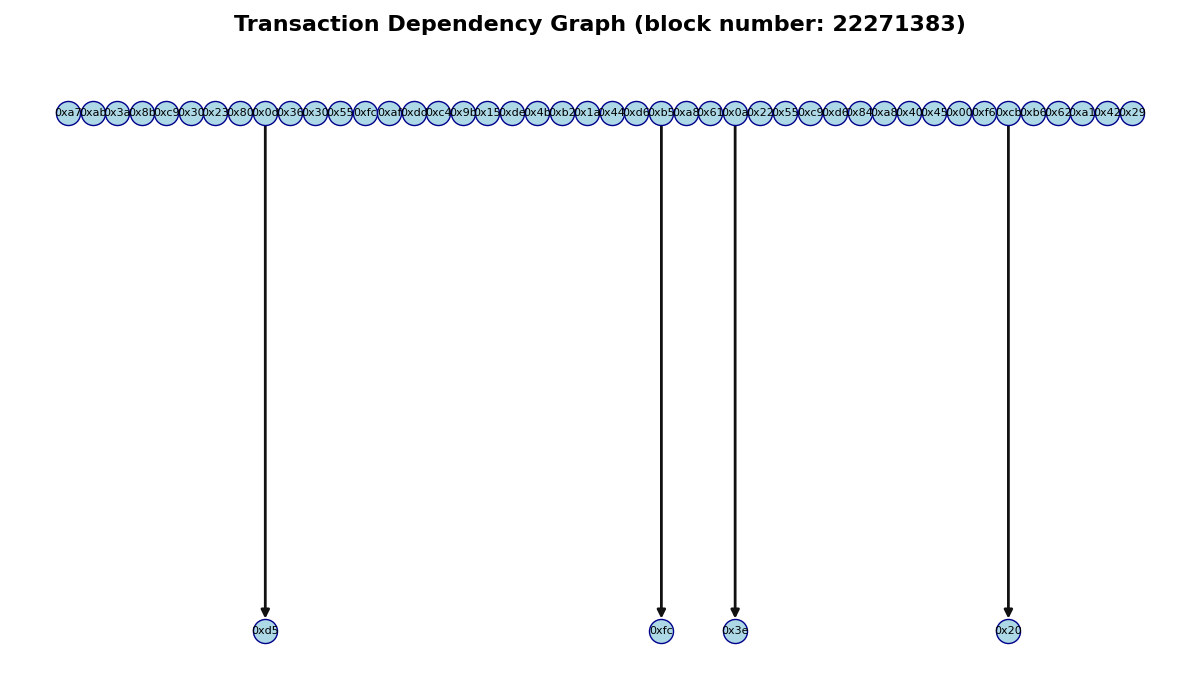 Transaction Dependency Graph (block number: 22271383)
0xa7 0xab 0x3a 0x8b 0xc9 0x30 0x23 0x80 0x36 0x30 0x55 0xfc 0xaf 0xc4 0x9b 0x15 0xde 0x4b 0xb2 0x1a 0x44 0xd6 0xb5 0xa8 0x61 0x0a 0x22 0x55 0xc9 0xd6 0x84 0xa8 0x40 0x45 0x00 0xf6 0xcb 0xb6 0x62 0xa1 0x42 0x29
0xd5 0xfc 0x3e 0x20